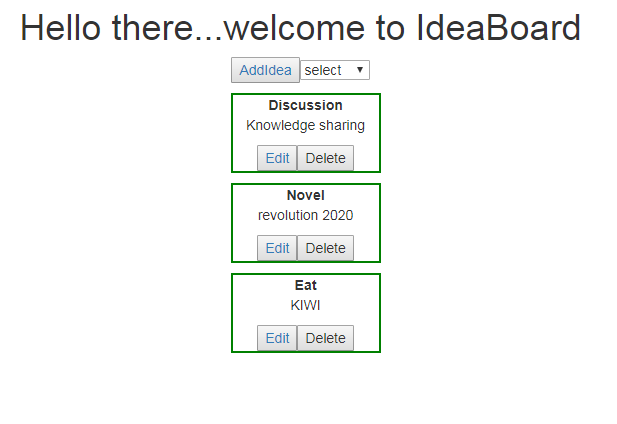 Hello there...welcome to IdeaBoard
AddIdea select
Discussion
Knowledge sharing
Edit Delete
Novel
revolution 2020
Edit Delete
Eat
KIWI
Edit Delete